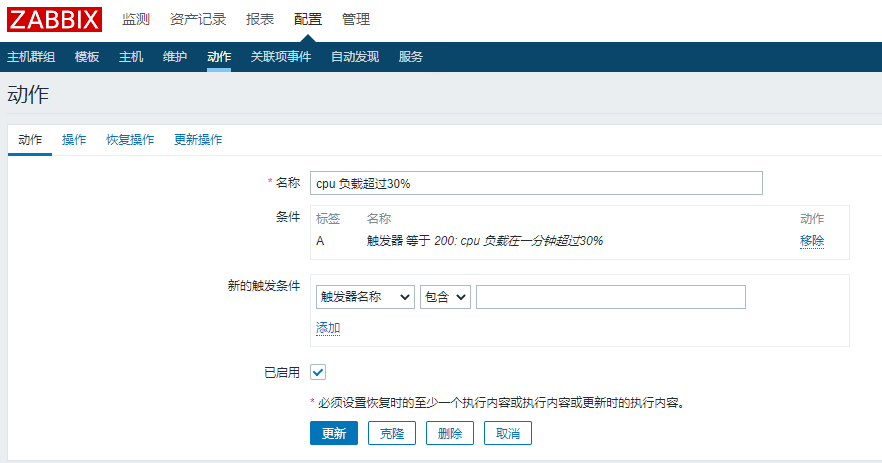 ZABBIX 监测 资产记录 报表 配置 管理
主机群组 模板 主机 维护 动作 关联项事件 自动发现 服务
动作
动作 操作 恢复操作 更新操作
* 名称 cpu 负载超过30%
条件 标签 名称 动作
A 触发器 等于 200: cpu 负载在一分钟超过30% 移除
新的触发条件 触发器名称 包含
添加
已启用
* 必须设置恢复时的至少一个执行内容或执行内容或更新时的执行内容。
更新 克隆 删除 取消